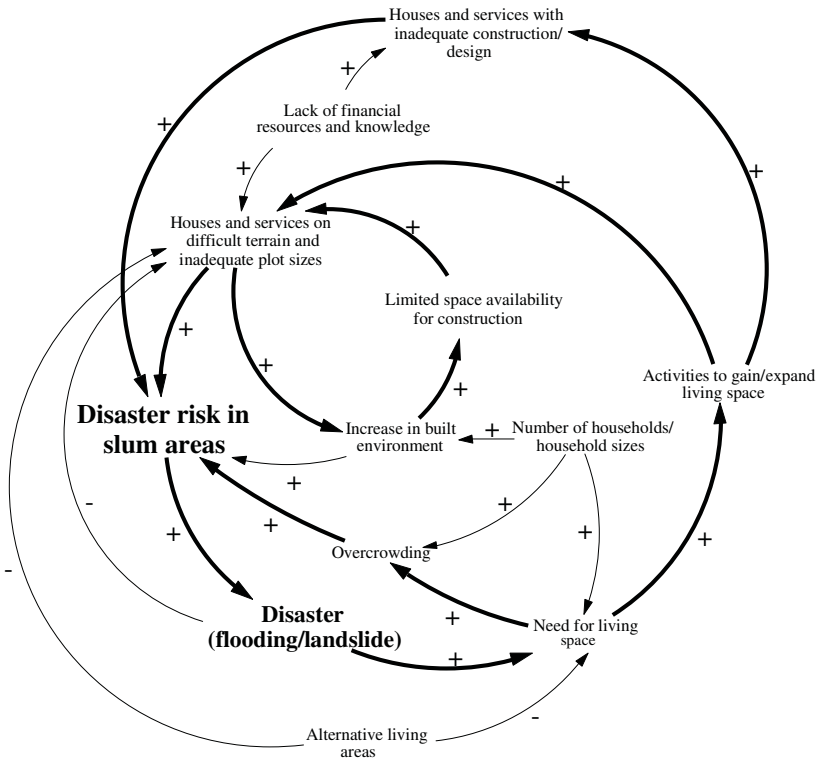 Houses and services with
inadequate construction/
design
+
Lack of financial
resources and knowledge
+
+
+
+
+
Houses and services on
difficult terrain and
inadequate plot sizes
Limited space availability
for construction
+
+
+
Activities to gain/expand
living space
Disaster risk in
slum areas
Increase in built
environment
+
Number of households/
household sizes
+
-
+
+
+
+
+
Overcrowding
-
Disaster
(flooding/landslide)
+
+
Need for living
space
-
Alternative living
areas